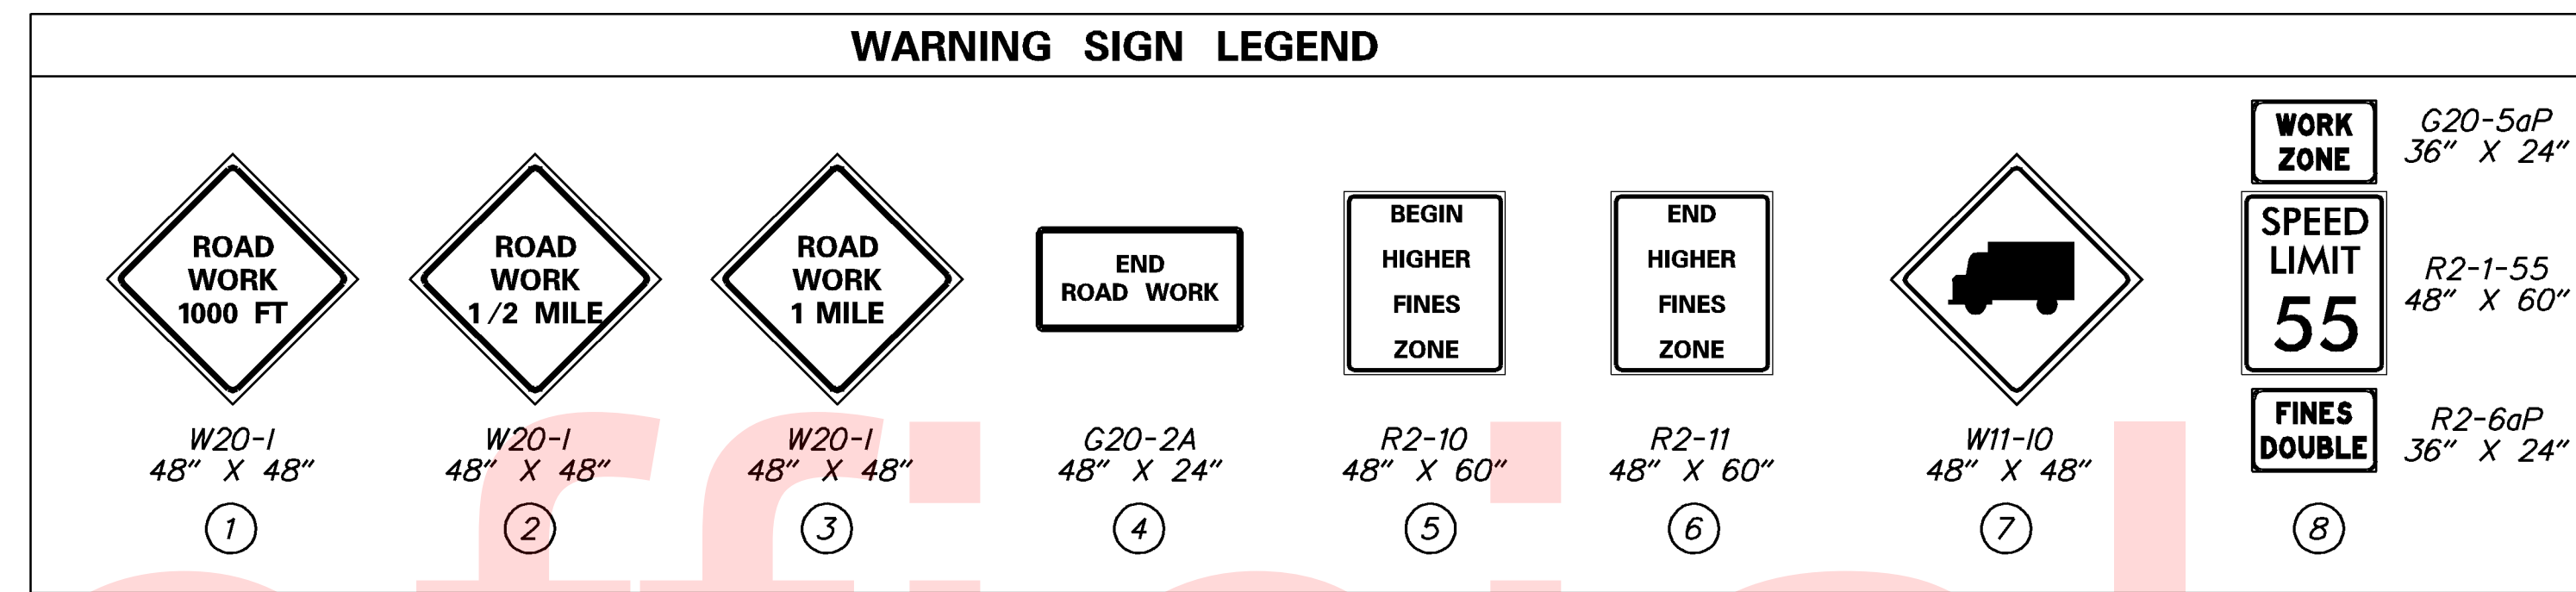 WARNING SIGN LEGEND
ROAD
WORK
1000 FT
W20-1
48" X 48"
1
ROAD
WORK
1/2 MILE
W20-1
48" X 48"
2
ROAD
WORK
1 MILE
W20-1
48" X 48"
3
END
ROAD WORK
G20-2A
48" X 24"
4
BEGIN
HIGHER
FINES
ZONE
R2-10
48" X 60"
5
END
HIGHER
FINES
ZONE
R2-11
48" X 60"
6
W11-10
48" X 48"
7
WORK
ZONE
G20-5aP
36" X 24"
SPEED
LIMIT
55
R2-1-55
48" X 60"
FINES
DOUBLE
R2-6aP
36" X 24"
8